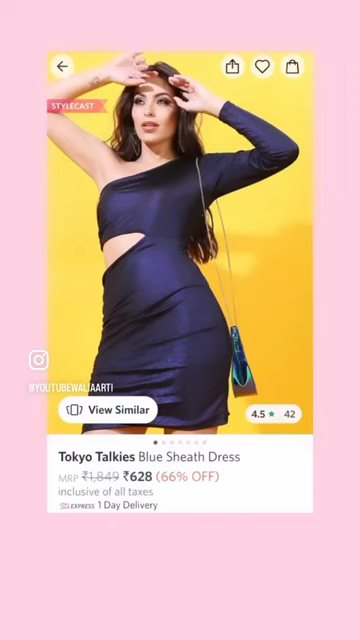 STYLECAST
@YOUTUBEWALIAARTI
View Similar
4.5 ★ 42
Tokyo Talkies Blue Sheath Dress
MRP ₹1,849 ₹628 (66% OFF)
inclusive of all taxes
EXPRESS 1 Day Delivery